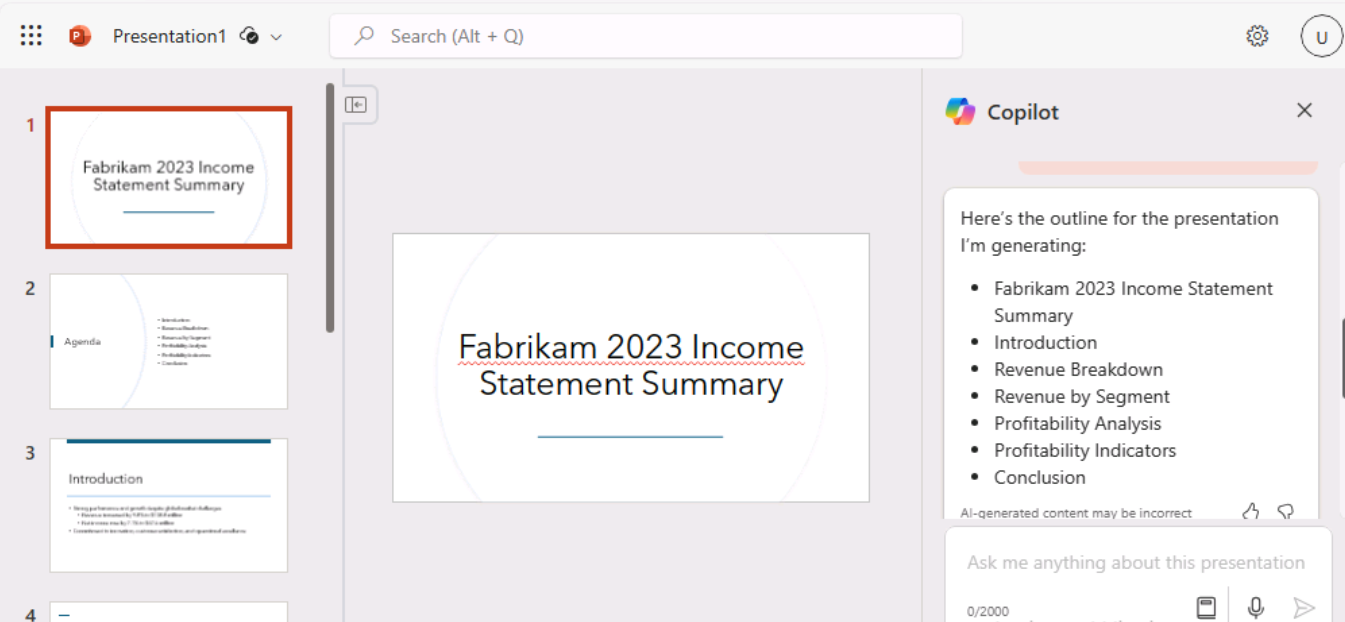 Presentation1
Search (Alt + Q)
U
1
Fabrikam 2023 Income
Statement Summary
2
Agenda
• Introduction
• Revenue Breakdown
• Revenue by Segment
• Profitability Analysis
• Profitability Indicators
• Conclusion
3
Introduction
4
Fabrikam 2023 Income
Statement Summary
Copilot
Here's the outline for the presentation
I'm generating:
• Fabrikam 2023 Income Statement
Summary
• Introduction
• Revenue Breakdown
• Revenue by Segment
• Profitability Analysis
• Profitability Indicators
• Conclusion
AI-generated content may be incorrect
Ask me anything about this presentation
0/2000